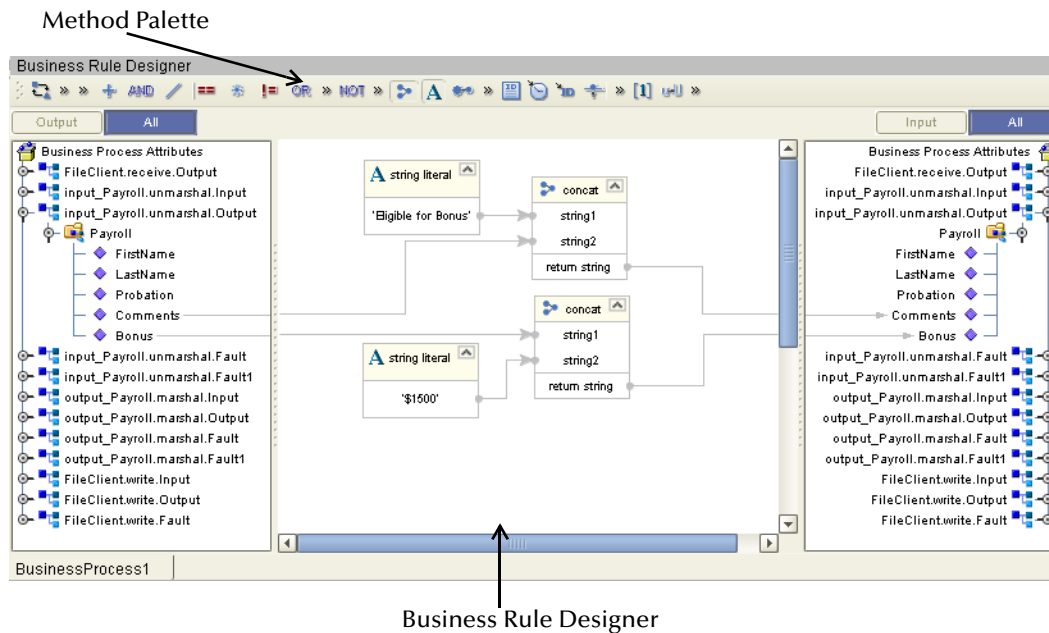 Method Palette
Business Rule Designer
» » AND == != OR » NOT » A » » [1] »
Output All Input All
Business Process Attributes
FileClient.receive.Output
input_Payroll.unmarshal.Input
input_Payroll.unmarshal.Output
Payroll
FirstName
LastName
Probation
Comments
Bonus
input_Payroll.unmarshal.Fault
input_Payroll.unmarshal.Fault1
output_Payroll.marshal.Input
output_Payroll.marshal.Output
output_Payroll.marshal.Fault
output_Payroll.marshal.Fault1
FileClient.write.Input
FileClient.write.Output
FileClient.write.Fault
A string literal
'Eligible for Bonus'
concat
string1
string2
return string
A string literal
'$1500'
concat
string1
string2
return string
Business Process Attributes
FileClient.receive.Output
input_Payroll.unmarshal.Input
input_Payroll.unmarshal.Output
Payroll
FirstName
LastName
Probation
Comments
Bonus
input_Payroll.unmarshal.Fault
input_Payroll.unmarshal.Fault1
output_Payroll.marshal.Input
output_Payroll.marshal.Output
output_Payroll.marshal.Fault
output_Payroll.marshal.Fault1
FileClient.write.Input
FileClient.write.Output
FileClient.write.Fault
BusinessProcess1
Business Rule Designer